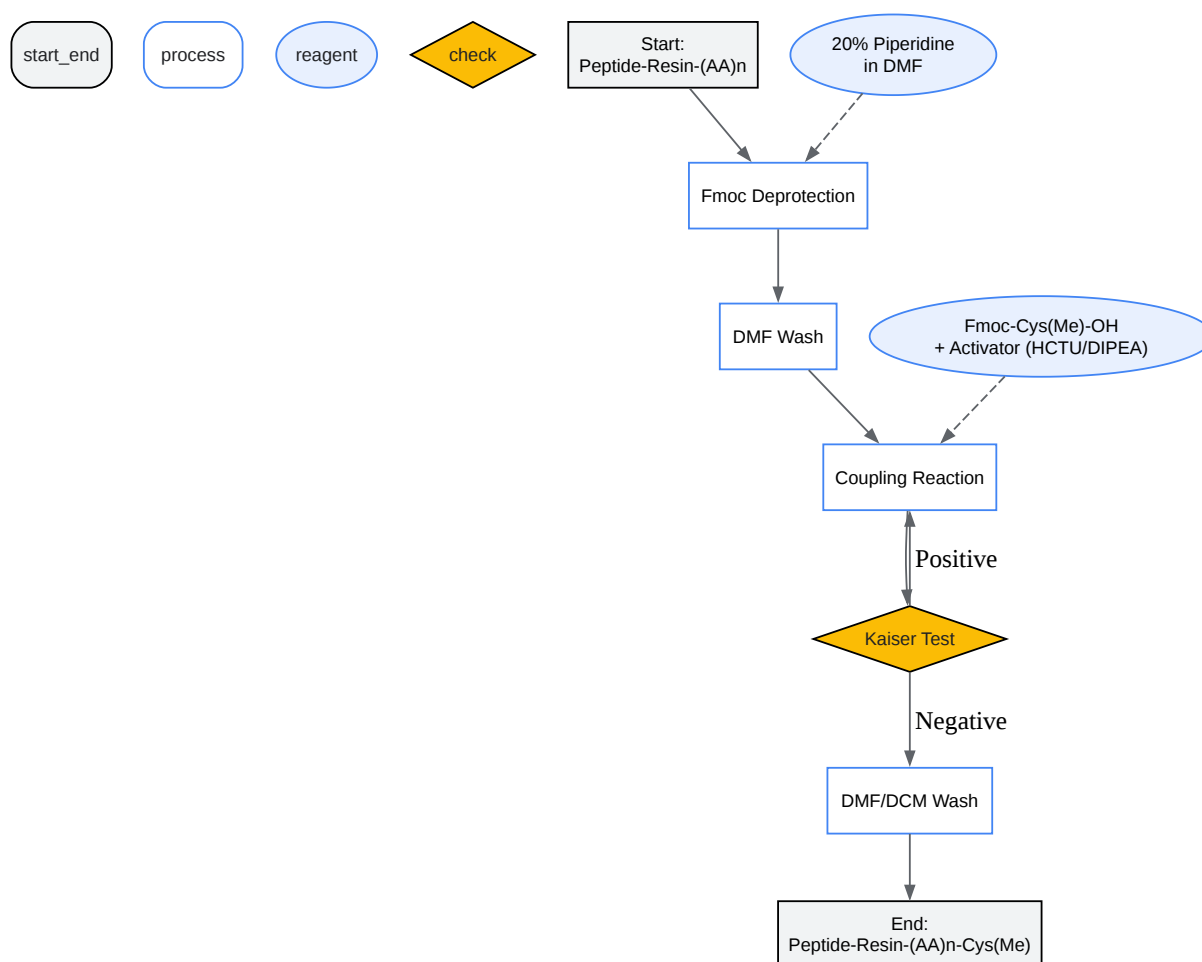 start_end
process
reagent
check
Start:
Peptide-Resin-(AA)n
20% Piperidine
in DMF
Fmoc Deprotection
DMF Wash
Fmoc-Cys(Me)-OH
+ Activator (HCTU/DIPEA)
Coupling Reaction
Positive
Kaiser Test
Negative
DMF/DCM Wash
End:
Peptide-Resin-(AA)n-Cys(Me)